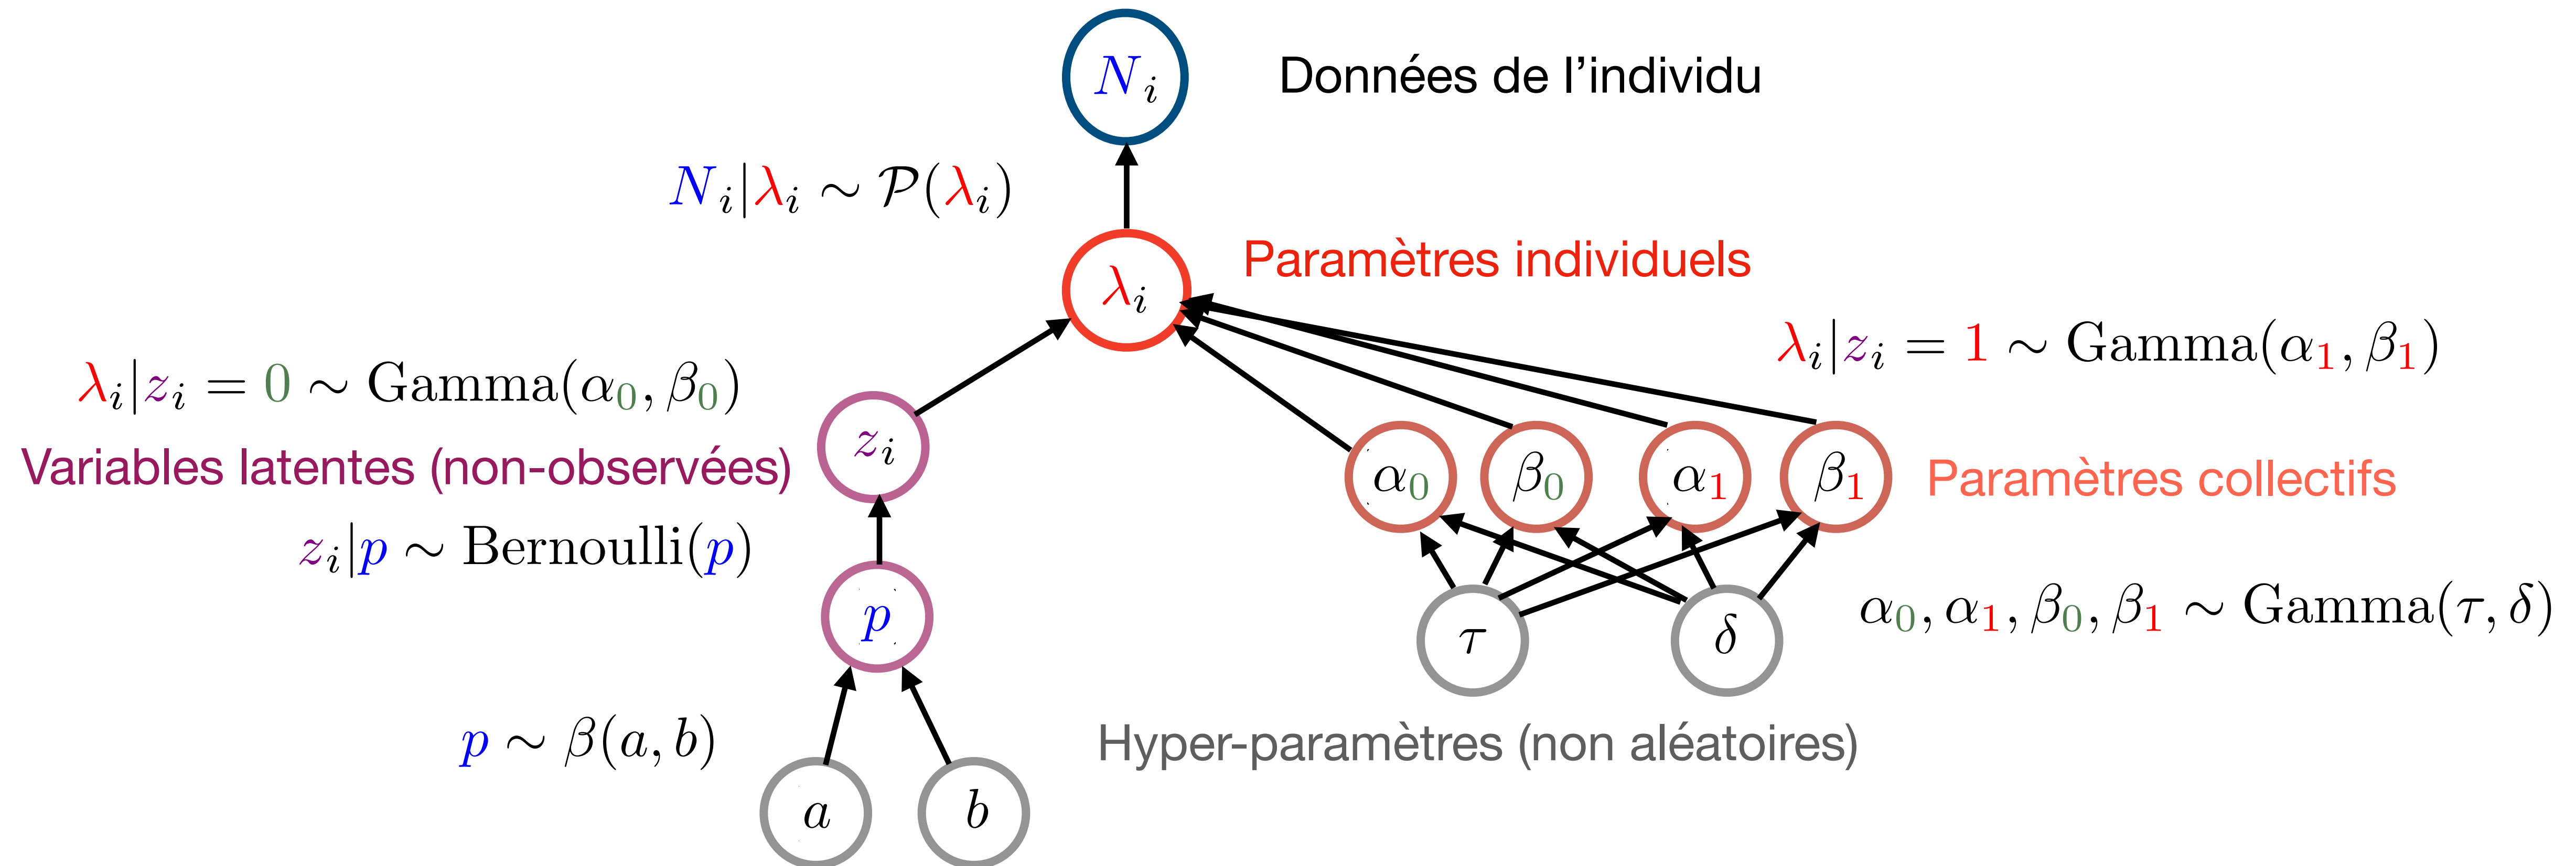 N_i
Données de l'individu
N_i|λ_i ∼ 𝒫(λ_i)
Paramètres individuels
λ_i
λ_i|z_i = 1 ∼ Gamma(α_1, β_1)
λ_i|z_i = 0 ∼ Gamma(α_0, β_0)
z_i
Variables latentes (non-observées)
α_0 β_0 α_1 β_1
Paramètres collectifs
z_i|p ∼ Bernoulli(p)
p
τ δ
α_0, α_1, β_0, β_1 ∼ Gamma(τ, δ)
p ∼ β(a, b)
Hyper-paramètres (non aléatoires)
a b